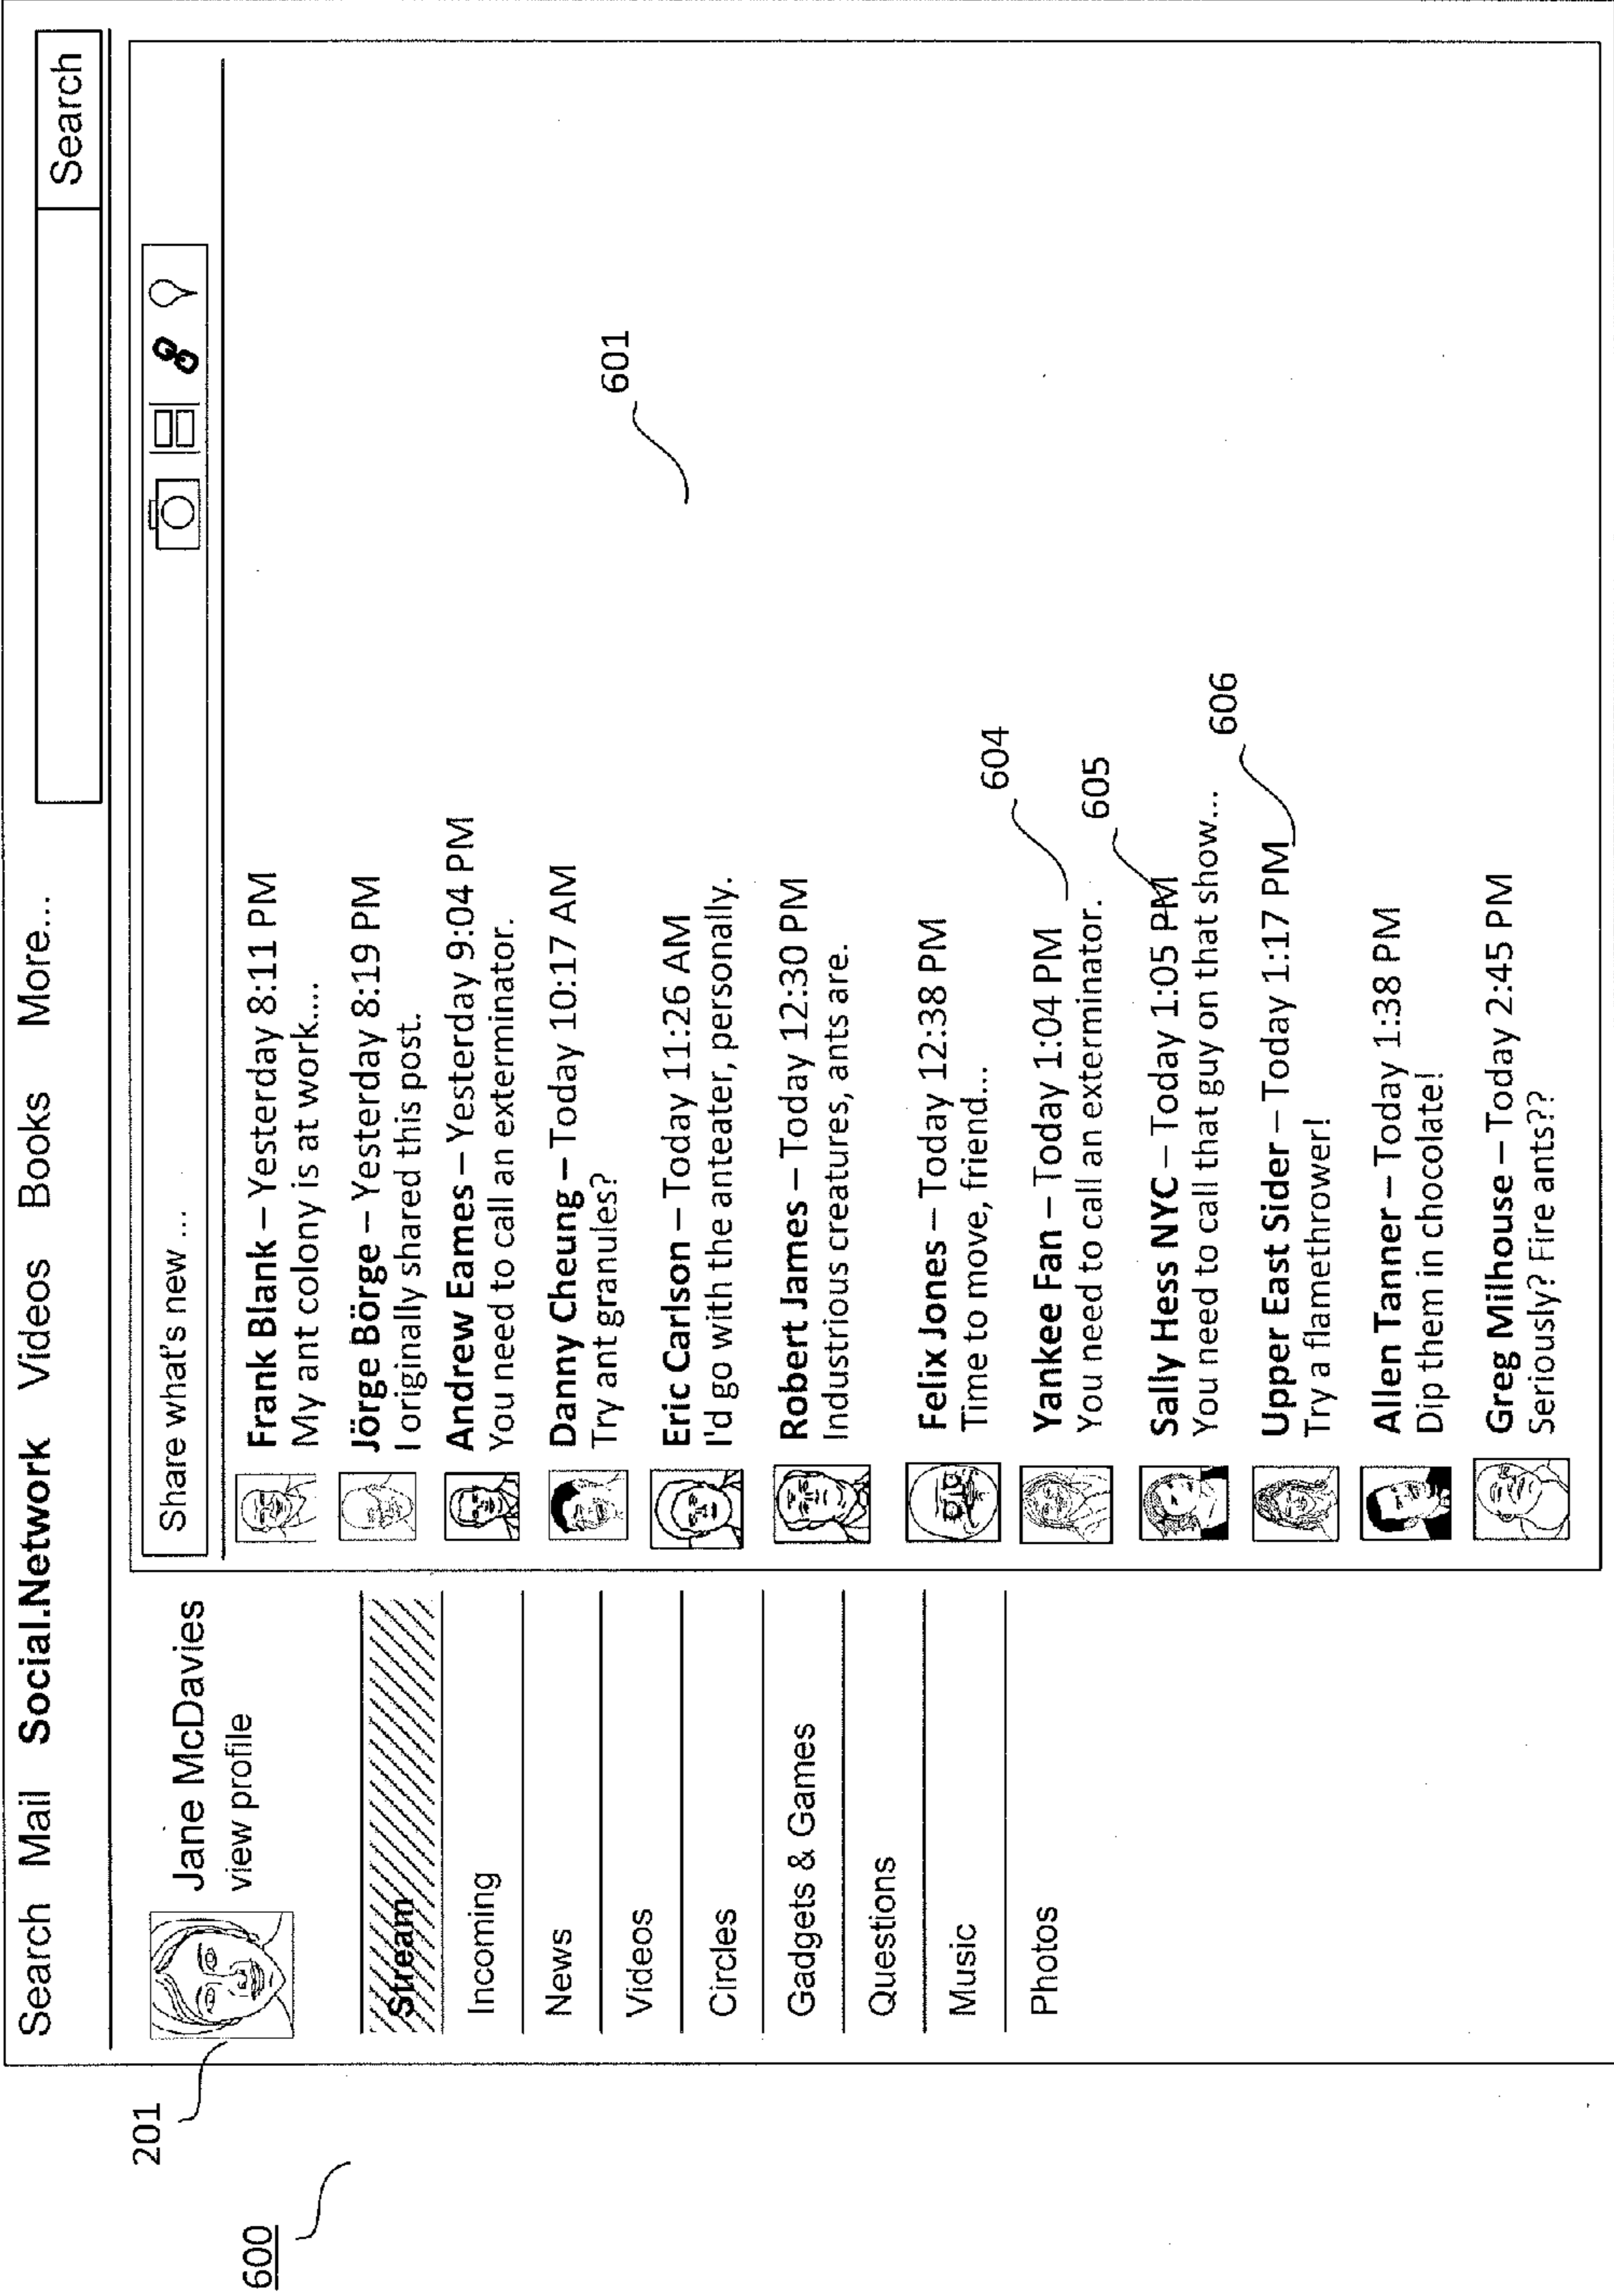 Search Mail Social.Network Videos Books More...
Search
201
600
Jane McDavies
view profile
Stream
Incoming
News
Videos
Circles
Gadgets & Games
Questions
Music
Photos
Share what's new ...
Frank Blank – Yesterday 8:11 PM
My ant colony is at work....
Jörge Börge – Yesterday 8:19 PM
I originally shared this post.
Andrew Eames – Yesterday 9:04 PM
You need to call an exterminator.
Danny Cheung – Today 10:17 AM
Try ant granules?
Eric Carlson – Today 11:26 AM
I'd go with the anteater, personally.
601
Robert James – Today 12:30 PM
Industrious creatures, ants are.
Felix Jones – Today 12:38 PM
Time to move, friend...
604
Yankee Fan – Today 1:04 PM
You need to call an exterminator.
605
Sally Hess NYC – Today 1:05 PM
You need to call that guy on that show...
606
Upper East Sider – Today 1:17 PM
Try a flamethrower!
Allen Tanner – Today 1:38 PM
Dip them in chocolate!
Greg Milhouse – Today 2:45 PM
Seriously? Fire ants??